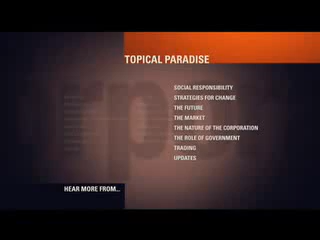 TOPICAL PARADISE
SOCIAL RESPONSIBILITY
STRATEGIES FOR CHANGE
THE FUTURE
THE MARKET
THE NATURE OF THE CORPORATION
THE ROLE OF GOVERNMENT
TRADING
UPDATES
HEAR MORE FROM...